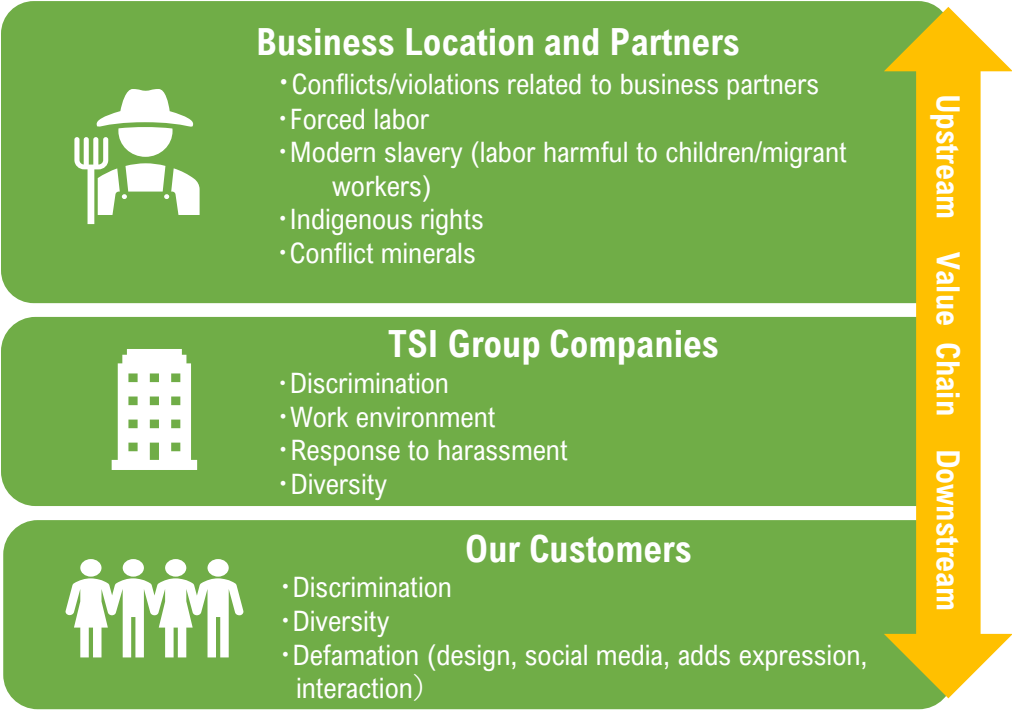 Business Location and Partners
・Conflicts/violations related to business partners
・Forced labor
・Modern slavery (labor harmful to children/migrant
workers)
・Indigenous rights
・Conflict minerals
TSI Group Companies
・Discrimination
・Work environment
・Response to harassment
・Diversity
Our Customers
・Discrimination
・Diversity
・Defamation (design, social media, adds expression,
interaction）
Upstream Value Chain Downstream